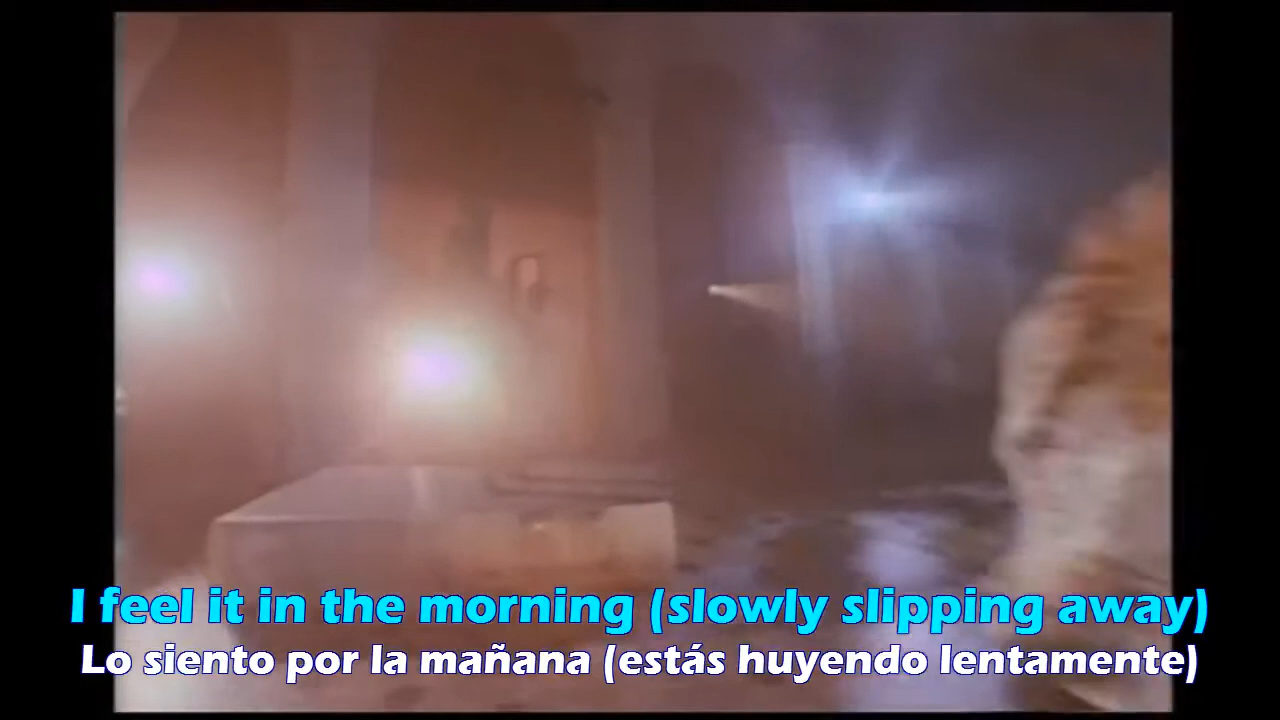 I feel it in the morning (slowly slipping away)
Lo siento por la mañana (estás huyendo lentamente)